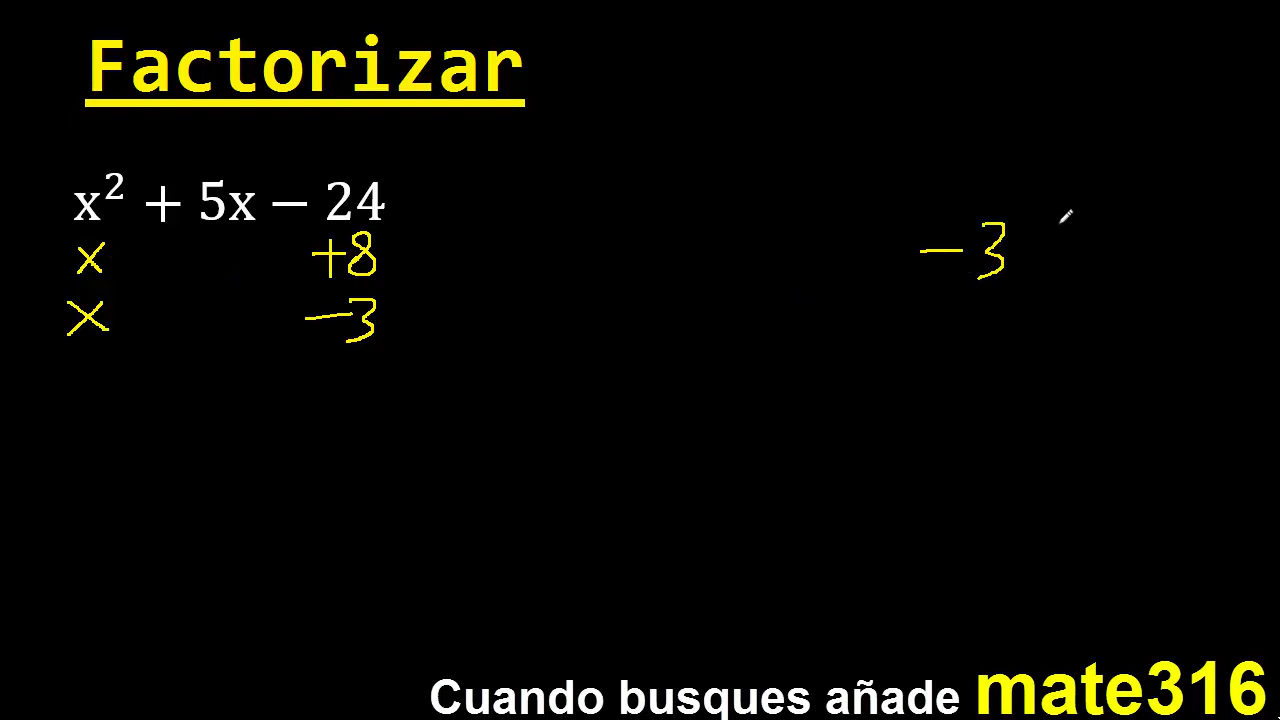 Factorizar
x² + 5x − 24
x +8
x −3
−3
Cuando busques añade mate316